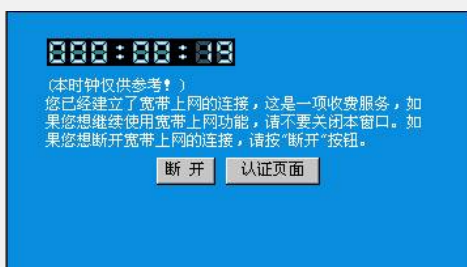 000:00:19
(本时钟仅供参考!)
您已经建立了宽带上网的连接,这是一项收费服务,如
果您想继续使用宽带上网功能,请不要关闭本窗口。如
果您想断开宽带上网的连接,请按“断开”按钮。
断 开 认证页面